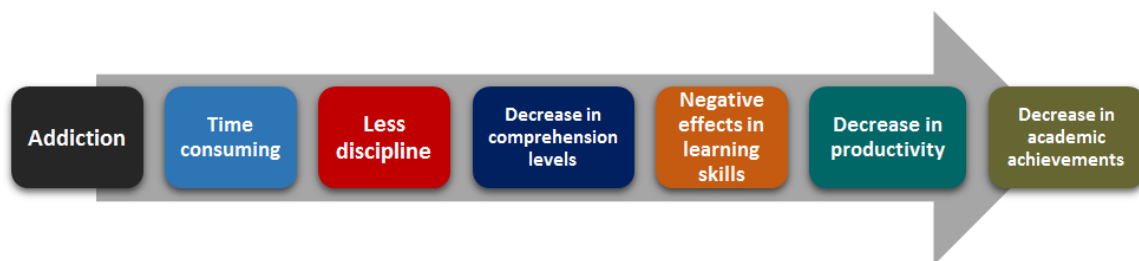 Addiction
Time
consuming
Less
discipline
Decrease in
comprehension
levels
Negative
effects in
learning
skills
Decrease in
productivity
Decrease in
academic
achievements